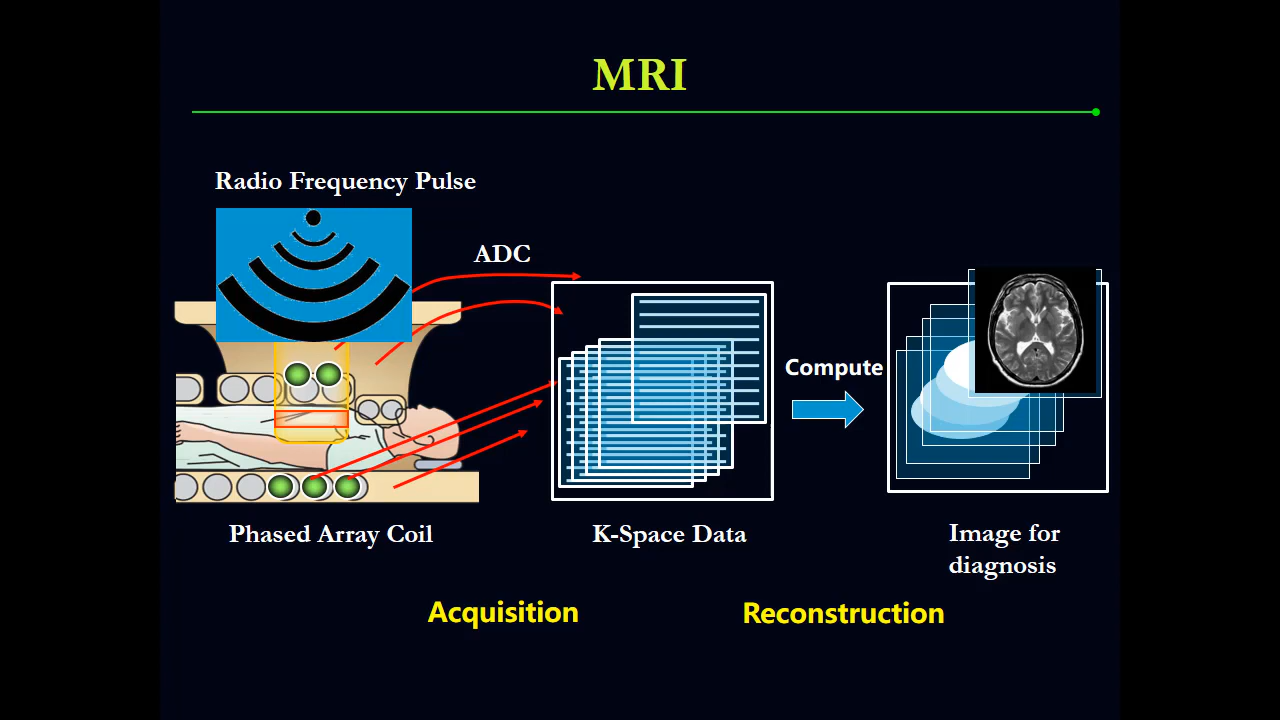 MRI
Radio Frequency Pulse
ADC
Compute
Phased Array Coil
K-Space Data
Image for
diagnosis
Acquisition
Reconstruction